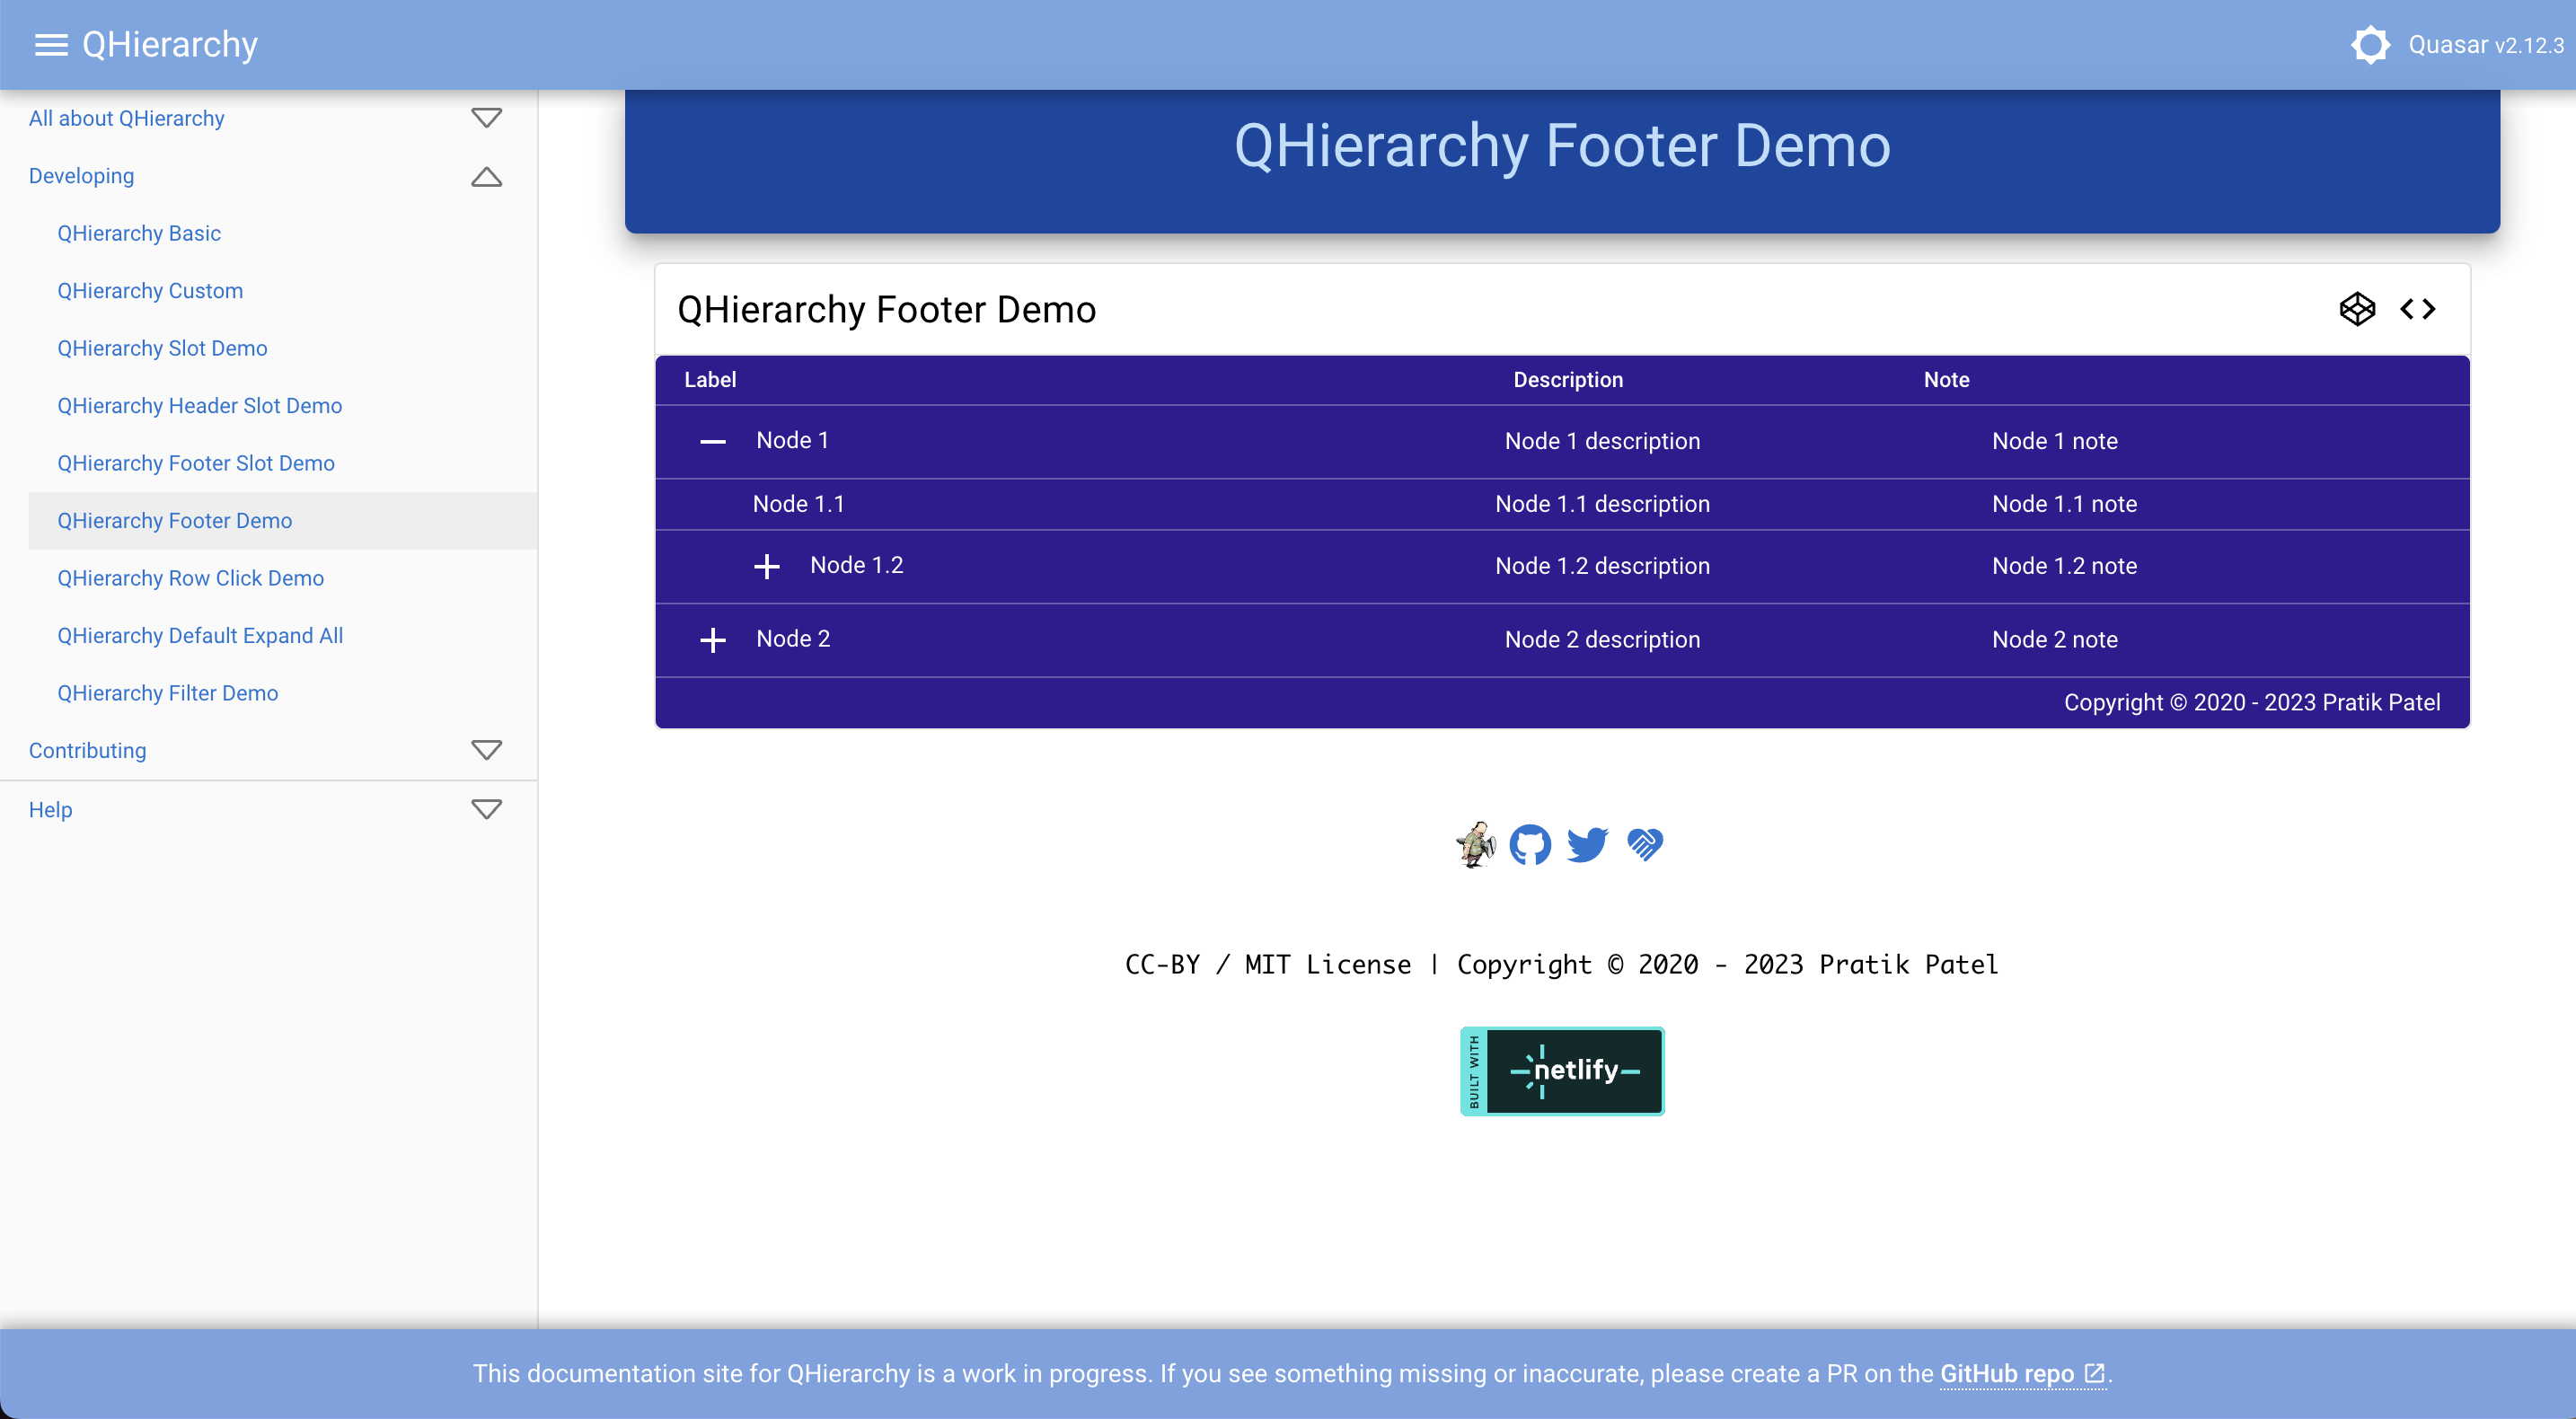 QHierarchy
Quasar v2.12.3
All about QHierarchy
Developing
QHierarchy Basic
QHierarchy Custom
QHierarchy Slot Demo
QHierarchy Header Slot Demo
QHierarchy Footer Slot Demo
QHierarchy Footer Demo
QHierarchy Row Click Demo
QHierarchy Default Expand All
QHierarchy Filter Demo
Contributing
Help
QHierarchy Footer Demo
QHierarchy Footer Demo
Label Description Note
Node 1 Node 1 description Node 1 note
Node 1.1 Node 1.1 description Node 1.1 note
Node 1.2 Node 1.2 description Node 1.2 note
Node 2 Node 2 description Node 2 note
Copyright © 2020 - 2023 Pratik Patel
CC-BY / MIT License | Copyright © 2020 - 2023 Pratik Patel
BUILT WITH
netlify
This documentation site for QHierarchy is a work in progress. If you see something missing or inaccurate, please create a PR on the GitHub repo.